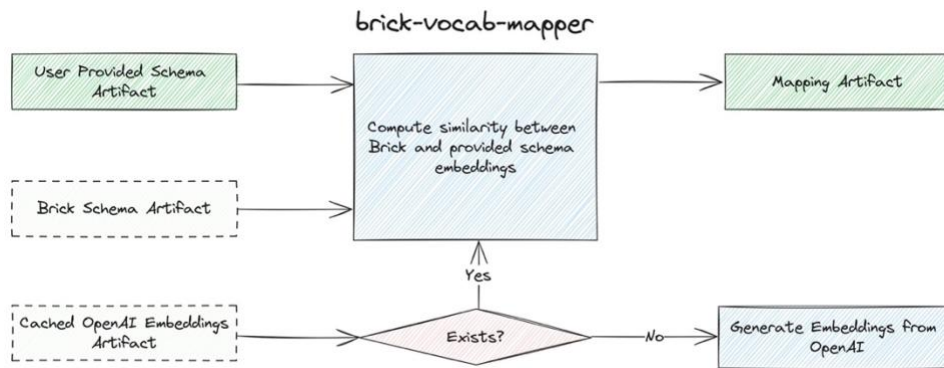 brick-vocab-mapper
User Provided Schema
Artifact
Compute similarity between
Brick and provided schema
embeddings
Mapping Artifact
Brick Schema Artifact
Yes
Cached OpenAI Embeddings
Artifact
Exists?
No
Generate Embeddings from
OpenAI